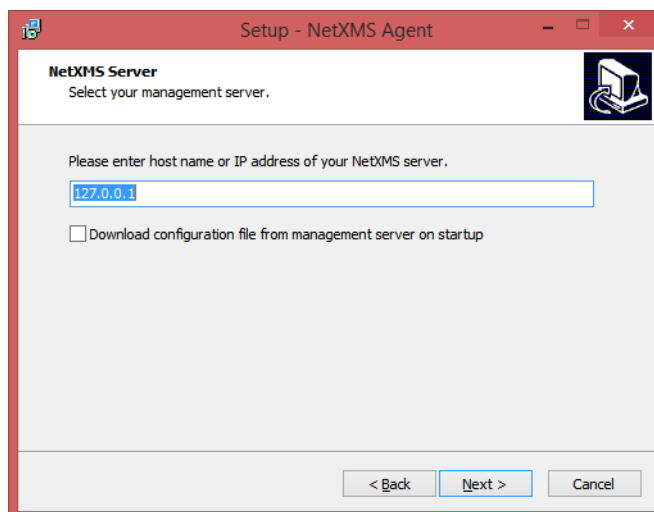 Setup - NetXMS Agent
NetXMS Server
Select your management server.
Please enter host name or IP address of your NetXMS server.
127.0.0.1
Download configuration file from management server on startup
< Back
Next >
Cancel